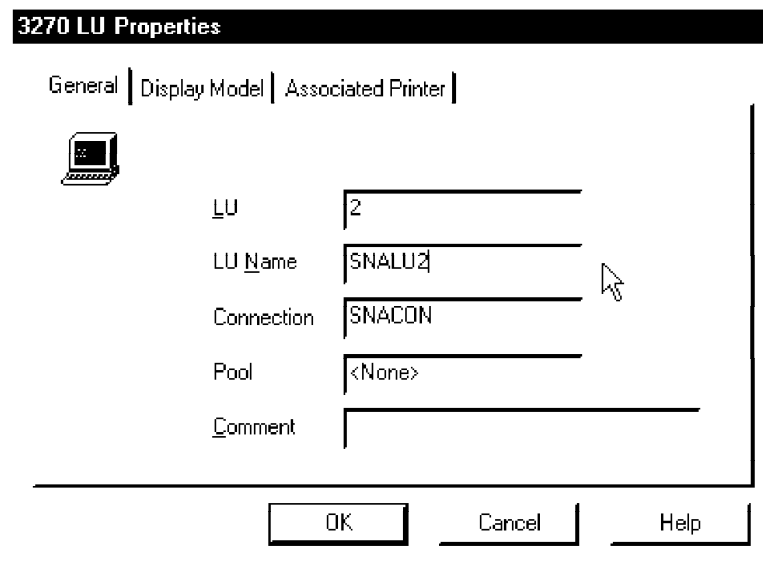 3270 LU Properties
General Display Model Associated Printer
LU 2
LU Name SNALU2
Connection SNACON
Pool <None>
Comment
OK Cancel Help